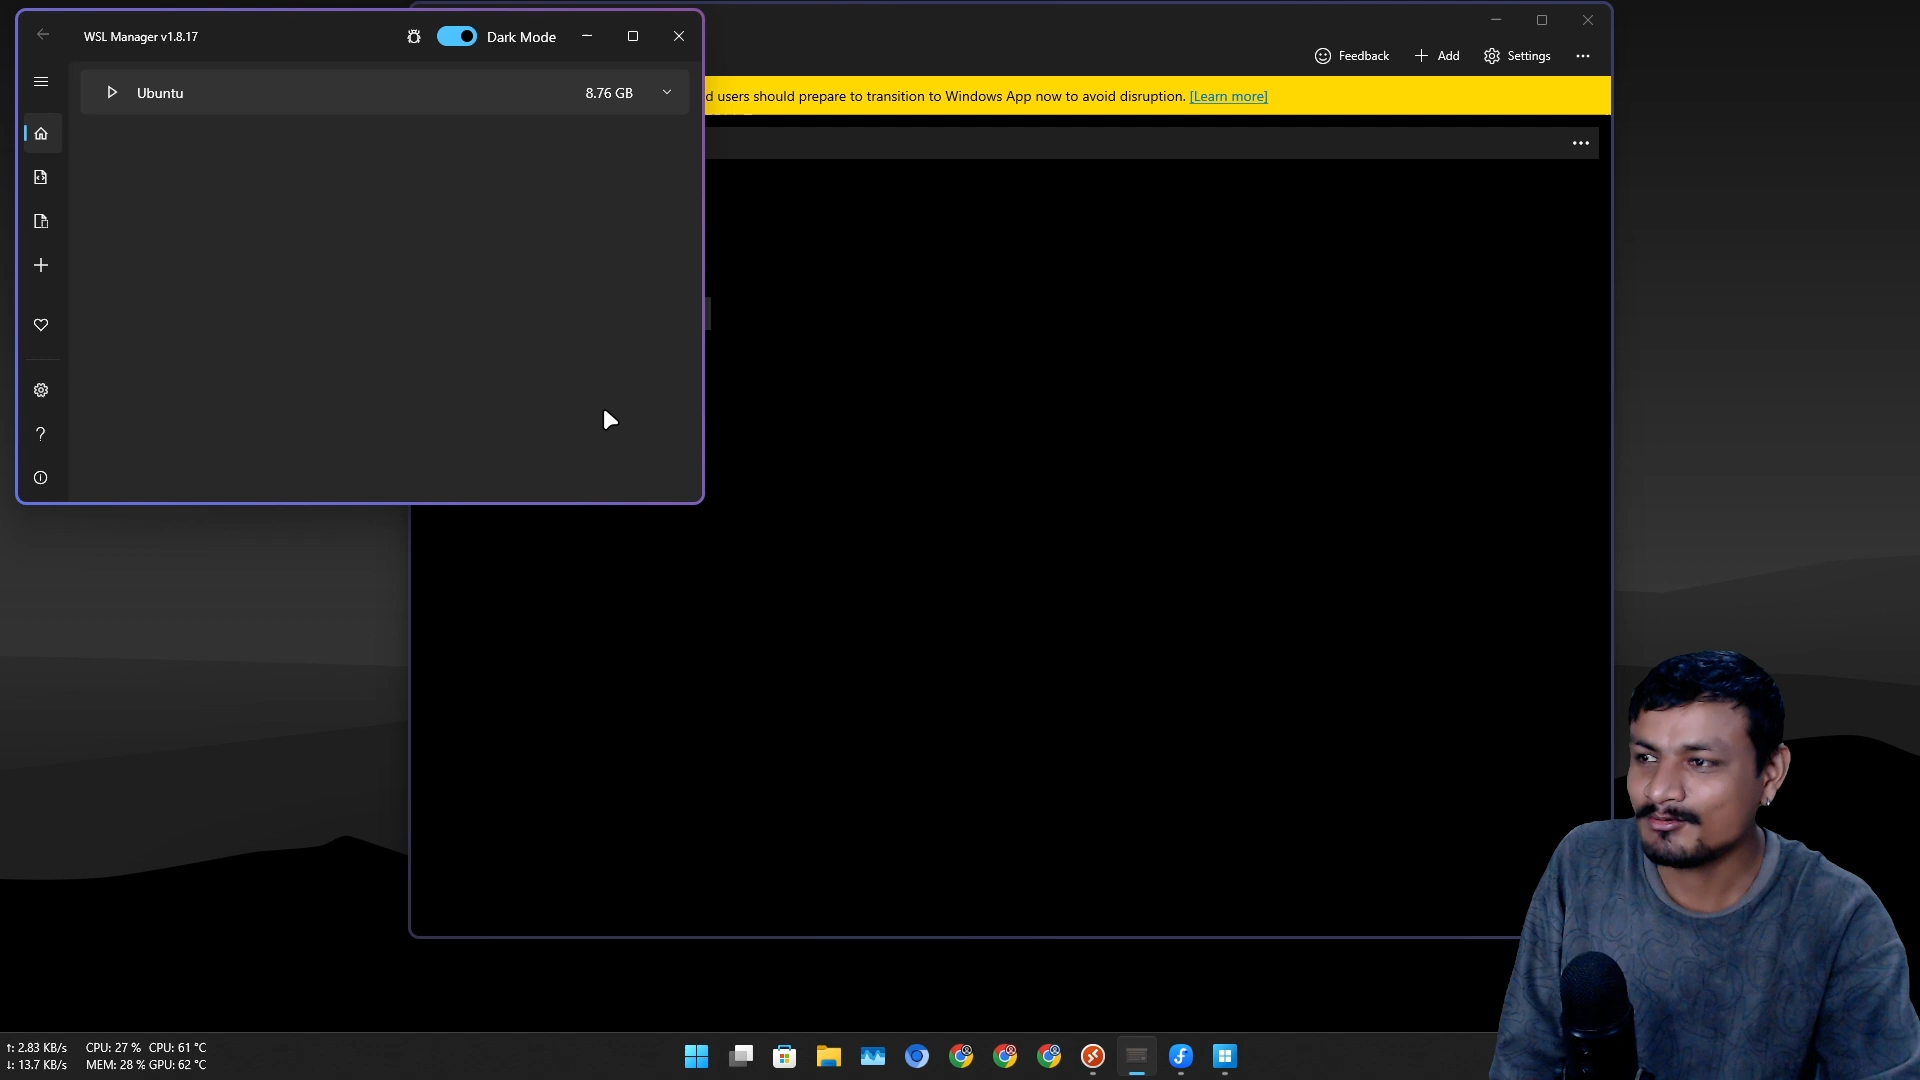 WSL Manager v1.8.17
Dark Mode
Ubuntu
8.76 GB
Feedback
Add
Settings
d users should prepare to transition to Windows App now to avoid disruption. [Learn more]
↑: 2.83 KB/s CPU: 27 % CPU: 61 °C
↓: 13.7 KB/s MEM: 28 % GPU: 62 °C